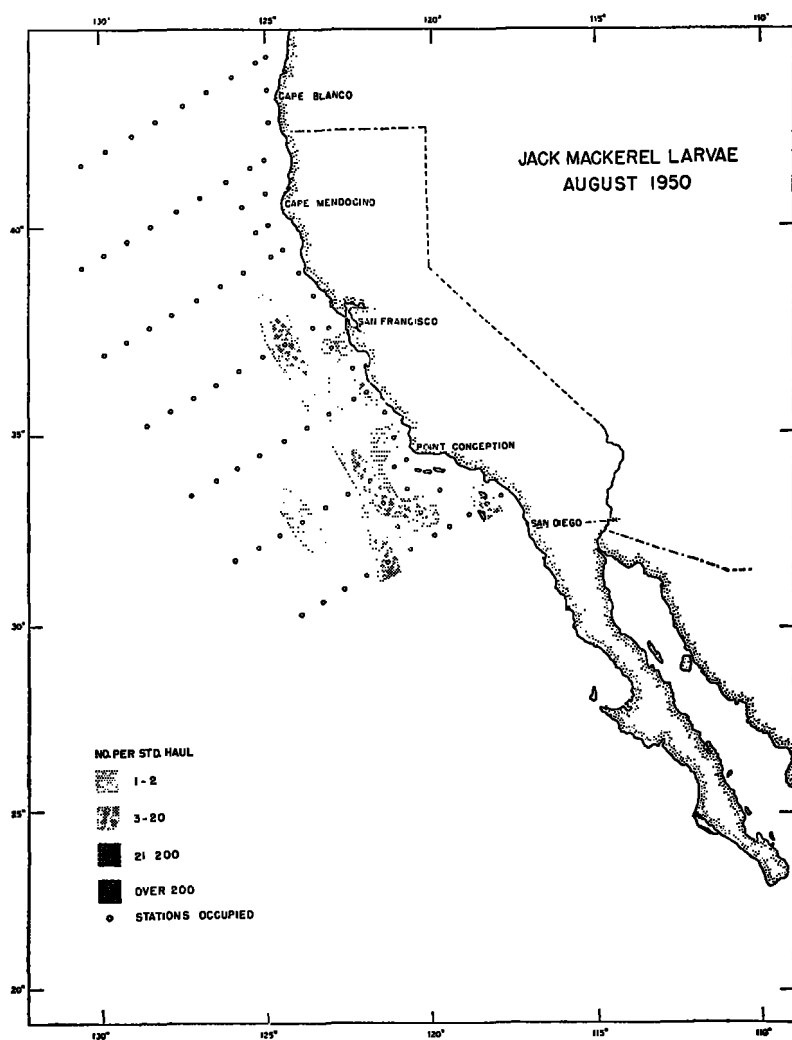 130° 125° 120° 115° 110°
CAPE BLANCO
JACK MACKEREL LARVAE
AUGUST 1950
CAPE MENDOCINO
40°
SAN FRANCISCO
35°
POINT CONCEPTION
SAN DIEGO
30°
NO. PER STD. HAUL
1-2
3-20
25°
21 200
OVER 200
STATIONS OCCUPIED
20°
130° 125° 120° 115° 110°